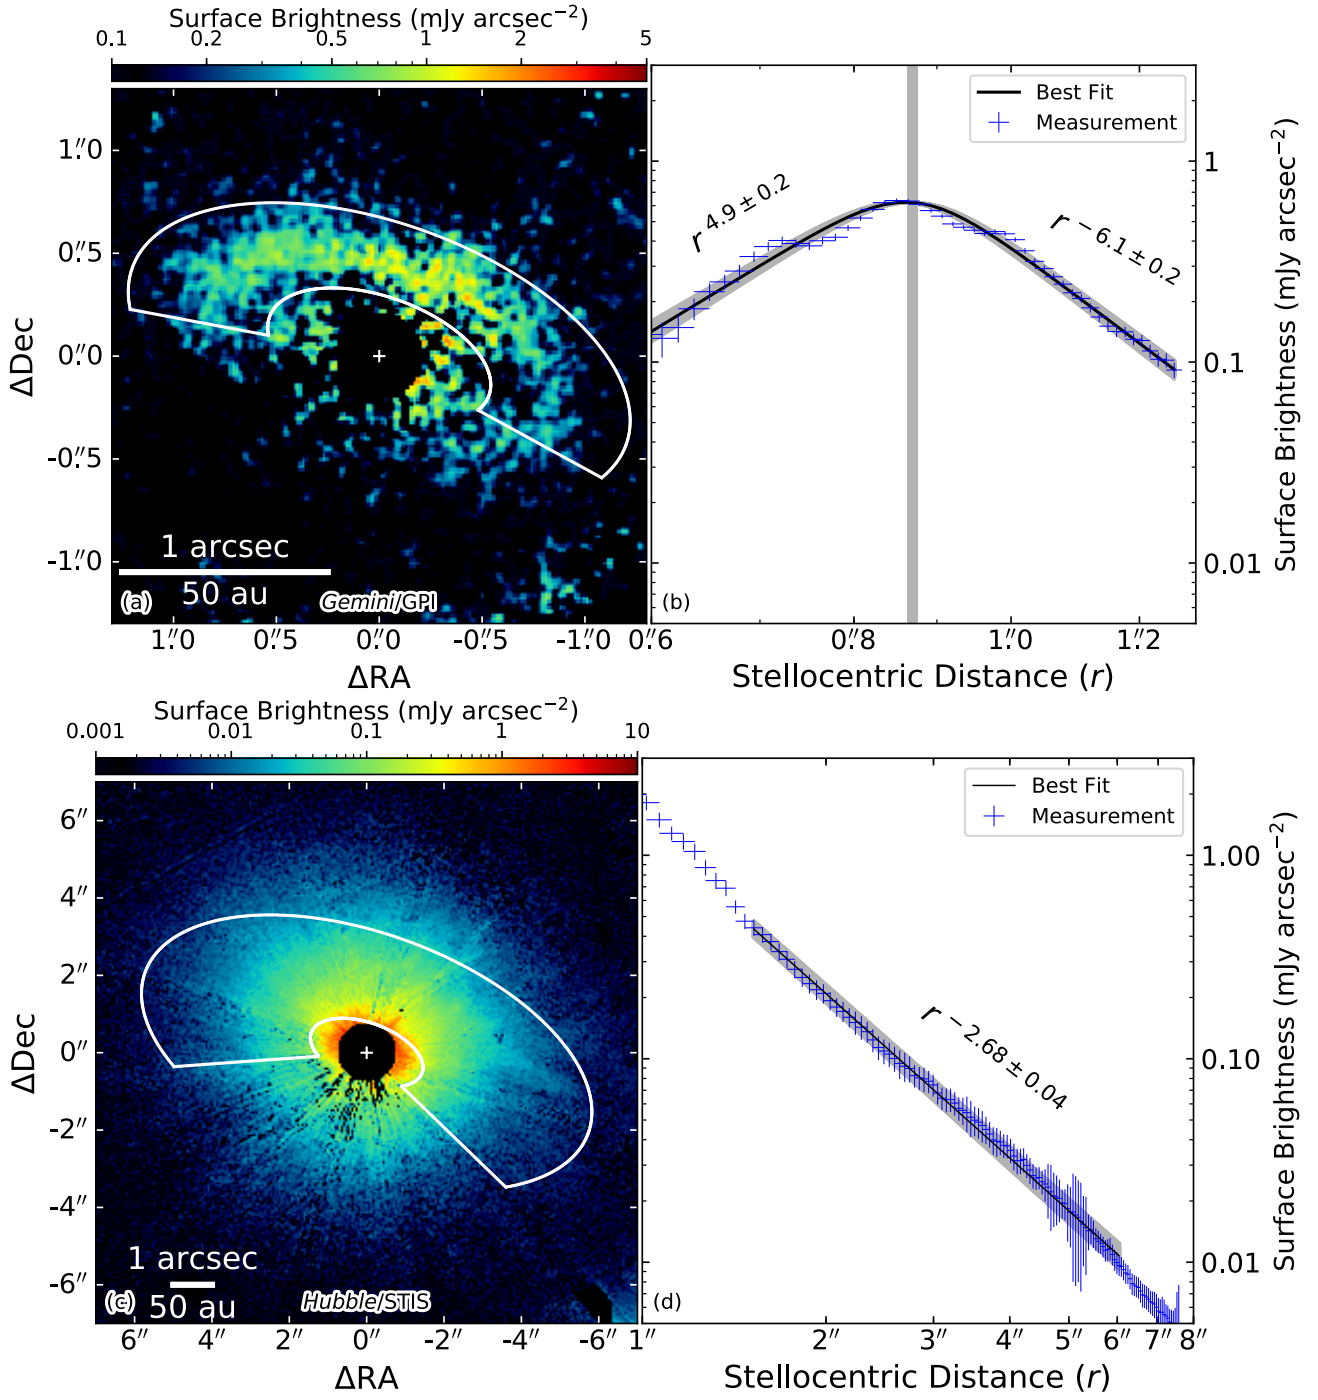 Surface Brightness (mJy arcsec⁻²)
0.1 0.2 0.5 1 2 5
1″.0
0″.5
0″.0
-0″.5
-1″.0
ΔDec
1 arcsec
50 au
(a)
Gemini/GPI
1″.0 0″.5 0″.0 -0″.5 -1″.0
ΔRA
Best Fit
Measurement
r 4.9 ± 0.2
r −6.1 ± 0.2
1
0.1
0.01
Surface Brightness (mJy arcsec⁻²)
(b)
0″.6 0″.8 1″.0 1″.2
Stellocentric Distance (r)
Surface Brightness (mJy arcsec⁻²)
0.001 0.01 0.1 1 10
6″
4″
2″
0″
-2″
-4″
-6″
ΔDec
1 arcsec
50 au
(c)
Hubble/STIS
6″ 4″ 2″ 0″ -2″ -4″ -6″
ΔRA
Best Fit
Measurement
r −2.68 ± 0.04
1.00
0.10
0.01
Surface Brightness (mJy arcsec⁻²)
(d)
1″ 2″ 3″ 4″ 5″ 6″ 7″ 8″
Stellocentric Distance (r)